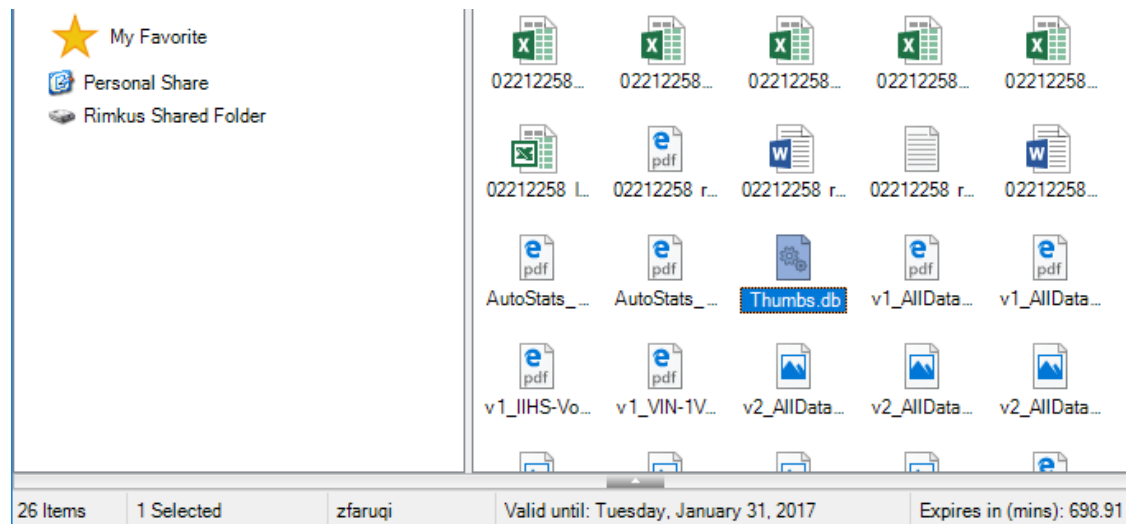 My Favorite
Personal Share
Rimkus Shared Folder
02212258... 02212258... 02212258... 02212258... 02212258...
02212258 I... 02212258 r... 02212258 r... 02212258 r... 02212258...
AutoStats_ ... AutoStats_ ... Thumbs.db v1_AllData... v1_AllData...
v1_IIHS-Vo... v1_VIN-1V... v2_AllData... v2_AllData... v2_AllData...
26 Items 1 Selected zfaruqi Valid until: Tuesday, January 31, 2017 Expires in (mins): 698.91